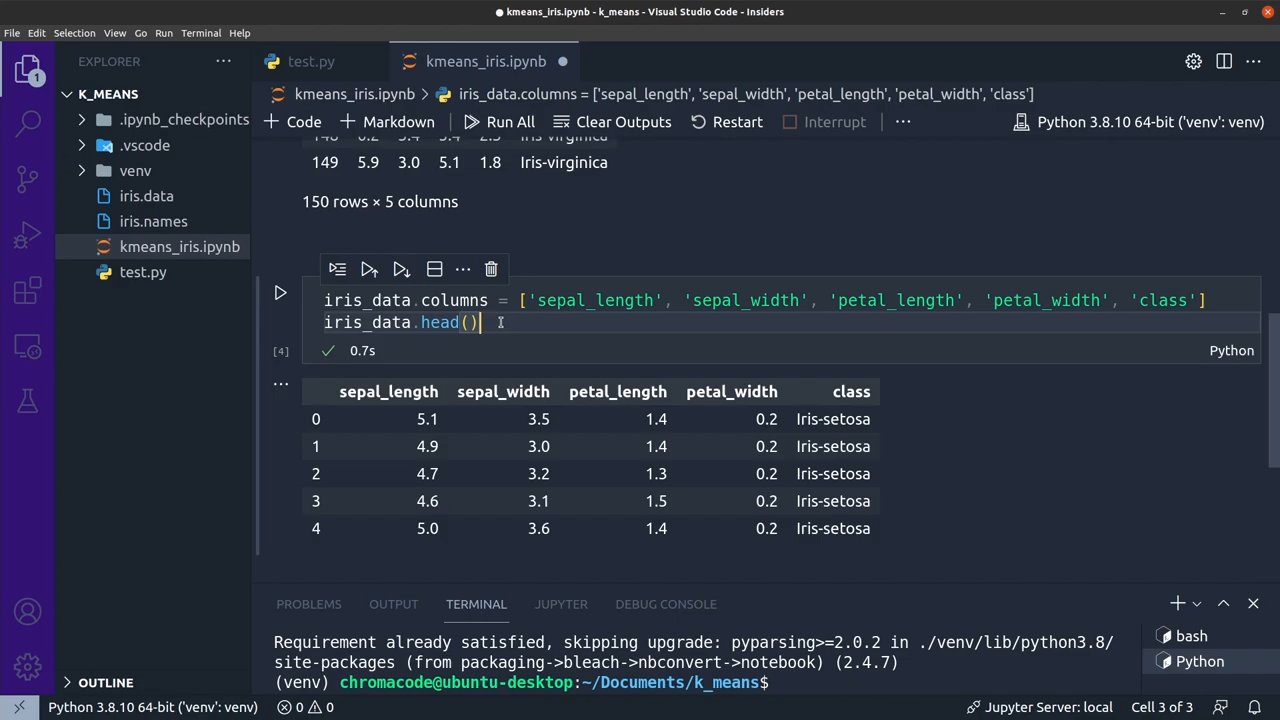 kmeans_iris.ipynb - k_means - Visual Studio Code - Insiders
File Edit Selection View Go Run Terminal Help
EXPLORER
test.py
kmeans_iris.ipynb
K_MEANS
kmeans_iris.ipynb > iris_data.columns = ['sepal_length', 'sepal_width', 'petal_length', 'petal_width', 'class']
.ipynb_checkpoints
+ Code + Markdown Run All Clear Outputs Restart Interrupt ... Python 3.8.10 64-bit ('venv': venv)
.vscode
venv
iris.data
iris.names
kmeans_iris.ipynb
test.py
149 5.9 3.0 5.1 1.8 Iris-virginica
150 rows × 5 columns
iris_data.columns = ['sepal_length', 'sepal_width', 'petal_length', 'petal_width', 'class']
iris_data.head()
[4] 0.7s Python
sepal_length sepal_width petal_length petal_width class
0 5.1 3.5 1.4 0.2 Iris-setosa
1 4.9 3.0 1.4 0.2 Iris-setosa
2 4.7 3.2 1.3 0.2 Iris-setosa
3 4.6 3.1 1.5 0.2 Iris-setosa
4 5.0 3.6 1.4 0.2 Iris-setosa
PROBLEMS OUTPUT TERMINAL JUPYTER DEBUG CONSOLE
Requirement already satisfied, skipping upgrade: pyparsing>=2.0.2 in ./venv/lib/python3.8/
site-packages (from packaging->bleach->nbconvert->notebook) (2.4.7)
(venv) chromacode@ubuntu-desktop:~/Documents/k_means$
bash
Python
1
OUTLINE
Python 3.8.10 64-bit ('venv': venv) 0 0 Jupyter Server: local Cell 3 of 3